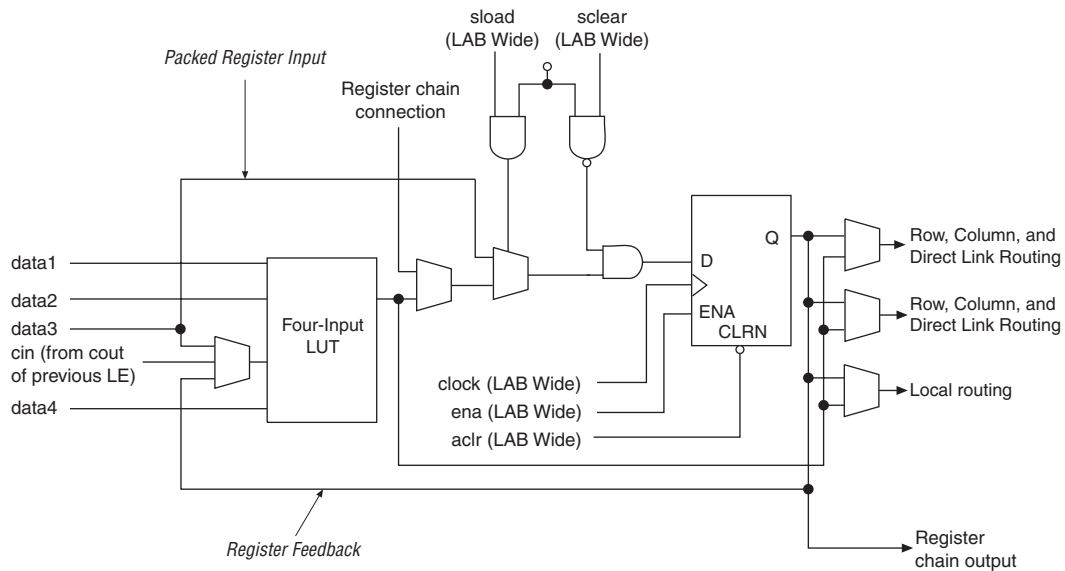 sload
(LAB Wide)
sclear
(LAB Wide)
Packed Register Input
Register chain
connection
data1
data2
data3
cin (from cout
of previous LE)
data4
Four-Input
LUT
Q
D
ENA
CLRN
clock (LAB Wide)
ena (LAB Wide)
aclr (LAB Wide)
Row, Column, and
Direct Link Routing
Row, Column, and
Direct Link Routing
Local routing
Register Feedback
Register
chain output